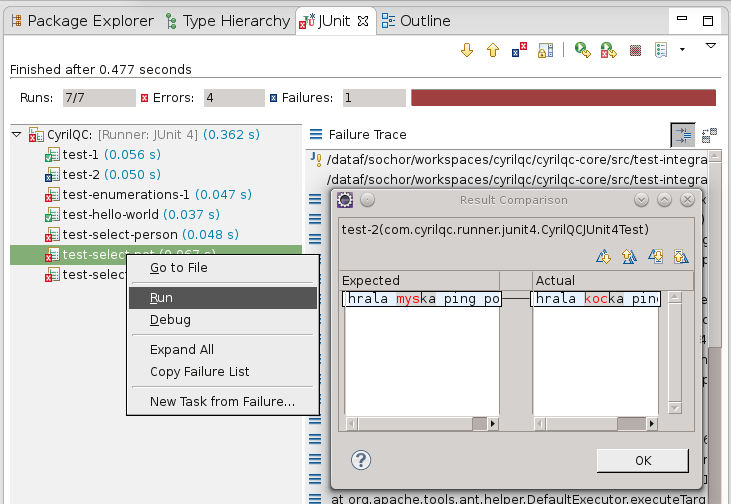 Package Explorer Type Hierarchy JUnit Outline
Finished after 0.477 seconds
Runs: 7/7 Errors: 4 Failures: 1
CyrilQC: [Runner: JUnit 4] (0.362 s)
test-1 (0.056 s)
test-2 (0.050 s)
test-enumerations-1 (0.047 s)
test-hello-world (0.037 s)
test-select-person (0.048 s)
test-select-pet (0.067 s)
test-select
Go to File
Run
Debug
Expand All
Copy Failure List
New Task from Failure...
Failure Trace
/dataf/sochor/workspaces/cyrilqc/cyrilqc-core/src/test-integra
/dataf/sochor/workspaces/cyrilqc/cyrilqc-core/src/test-integra
Result Comparison
test-2(com.cyrilqc.runner.junit4.CyrilQCJUnit4Test)
Expected Actual
hrala myska ping po hrala kocka ping
OK
at org.apache.tools.ant.helper.DefaultExecutor.executeTarg